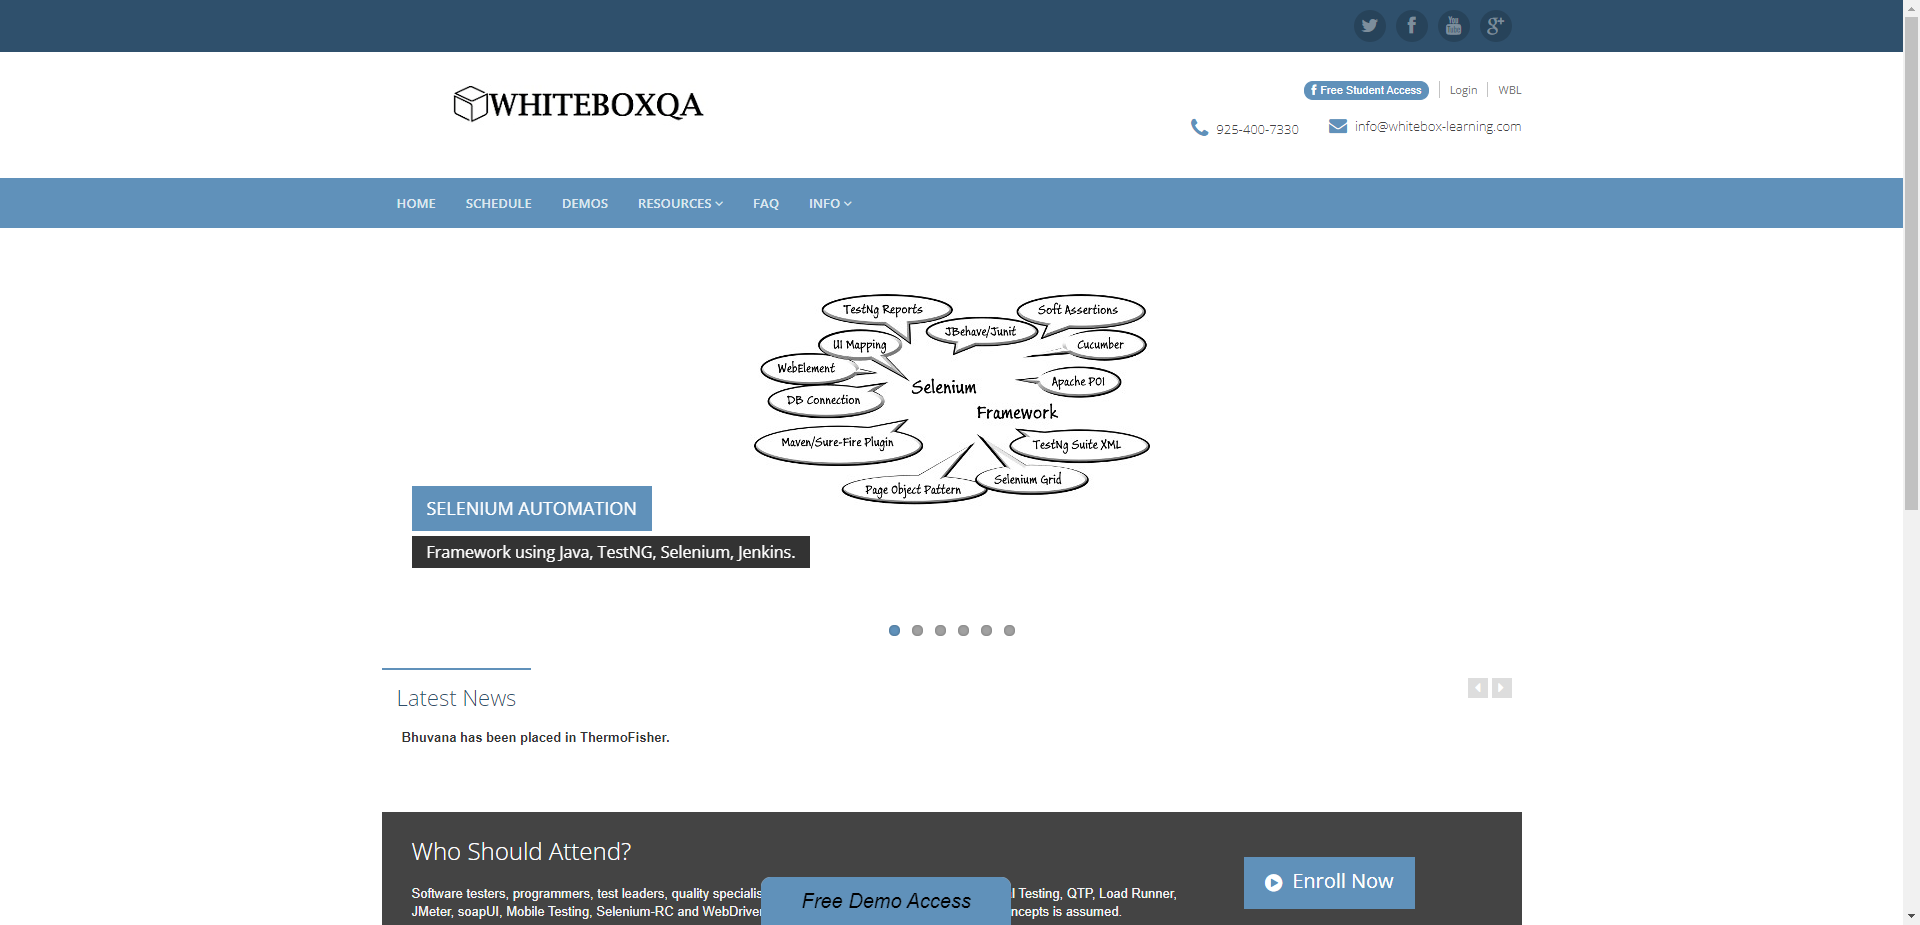 WHITEBOXQA
Free Student Access
Login
WBL
925-400-7330
info@whitebox-learning.com
HOME
SCHEDULE
DEMOS
RESOURCES
FAQ
INFO
TestNg Reports
Soft Assertions
JBehave/Junit
UI Mapping
Cucumber
WebElement
Apache POI
Selenium
DB Connection
Framework
Maven/Sure-Fire Plugin
TestNg Suite XML
Selenium Grid
Page Object Pattern
SELENIUM AUTOMATION
Framework using Java, TestNG, Selenium, Jenkins.
Latest News
Bhuvana has been placed in ThermoFisher.
Who Should Attend?
Software testers, programmers, test leaders, quality specialis
l Testing, QTP, Load Runner,
JMeter, soapUI, Mobile Testing, Selenium-RC and WebDriver
ncepts is assumed.
Enroll Now
Free Demo Access